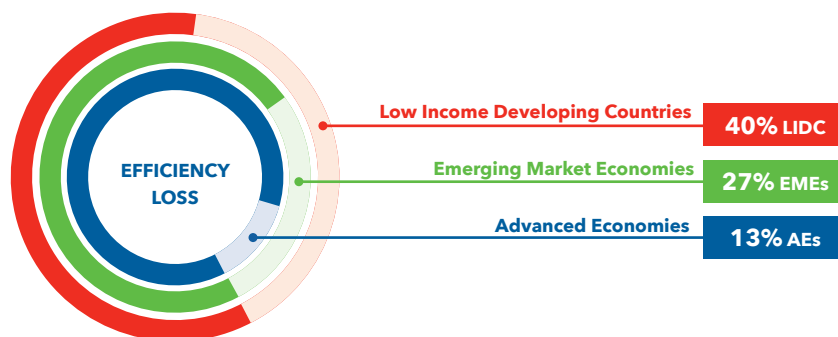 EFFICIENCY
LOSS
Low Income Developing Countries
40% LIDC
Emerging Market Economies
27% EMEs
Advanced Economies
13% AEs